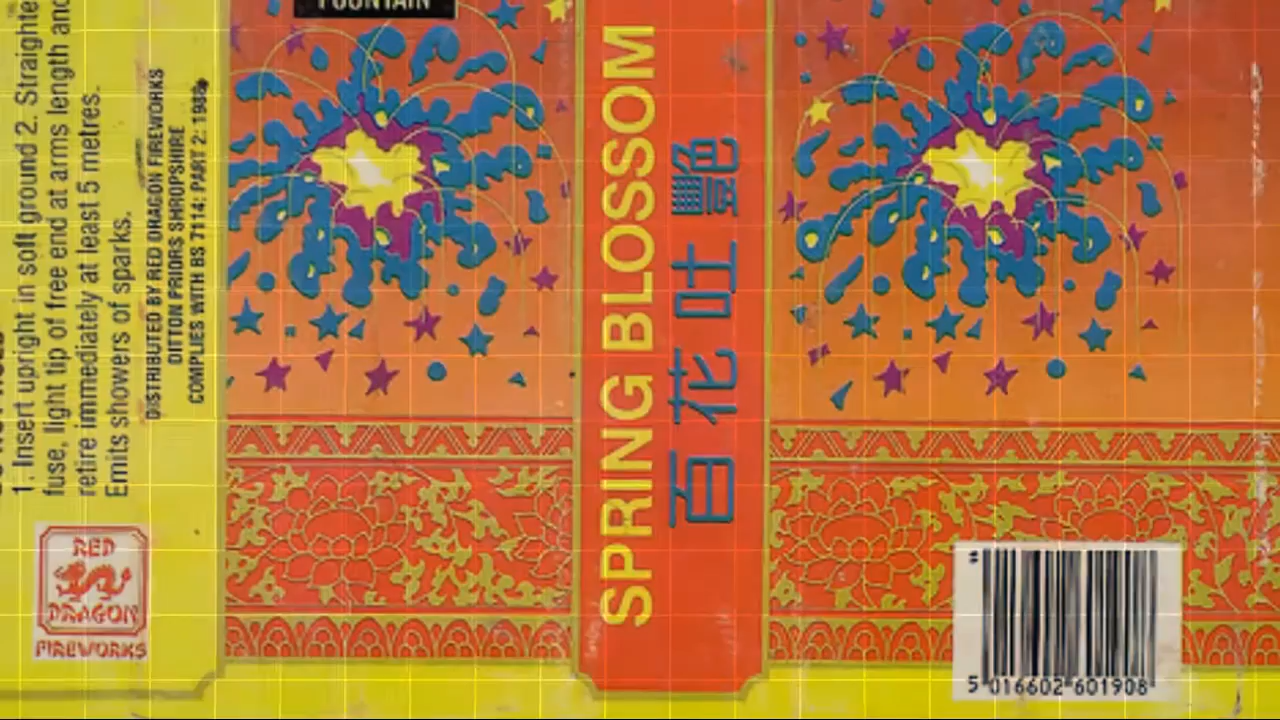 1. Insert upright in soft ground 2. Straighte
fuse, light tip of free end at arms length and
retire immediately at least 5 metres.
Emits showers of sparks.
DISTRIBUTED BY RED DRAGON FIREWORKS
DITTON PRIORS SHROPSHIRE
COMPLIES WITH BS 7114: PART 2: 1989
RED
DRAGON
FIREWORKS
FOUNTAIN
SPRING BLOSSOM
百花吐艷
5 016602 601908